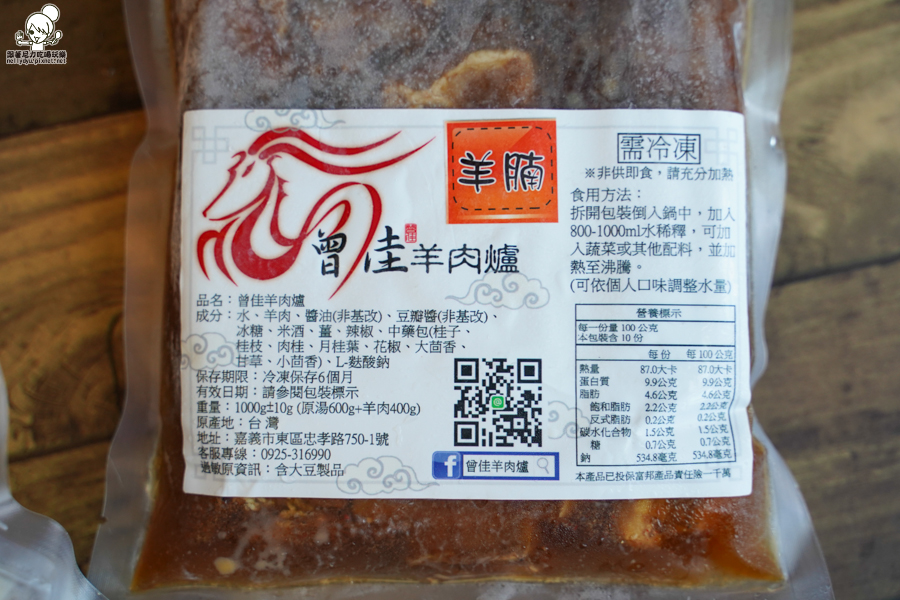 跟著尼力吃喝玩樂
nellydyu.pixnet.net
羊腩
曾佳羊肉爐
需冷凍
※非供即食，請充分加熱
食用方法：
拆開包裝倒入鍋中，加入
800-1000ml水稀釋，可加
入蔬菜或其他配料，並加
熱至沸騰。
(可依個人口味調整水量)
品名：曾佳羊肉爐
成分：水、羊肉、醬油(非基改)、豆瓣醬(非基改)、
冰糖、米酒、薑、辣椒、中藥包(桂子、
桂枝、肉桂、月桂葉、花椒、大茴香、
甘草、小茴香)、L-麩酸鈉
保存期限：冷凍保存6個月
有效日期：請參閱包裝標示
重量：1000g±10g (原湯600g+羊肉400g)
原產地：台灣
地址：嘉義市東區忠孝路750-1號
客服專線：0925-316990
過敏原資訊：含大豆製品
f 曾佳羊肉爐
營養標示
每一份量 100 公克
本包裝含 10 份
每份 每 100 公克
熱量 87.0大卡 87.0大卡
蛋白質 9.9公克 9.9公克
脂肪 4.6公克 4.6公克
飽和脂肪 2.2公克 2.2公克
反式脂肪 0.2公克 0.2公克
碳水化合物 1.5公克 1.5公克
糖 0.7公克 0.7公克
鈉 534.8毫克 534.8毫克
本產品已投保富邦產品責任險一千萬